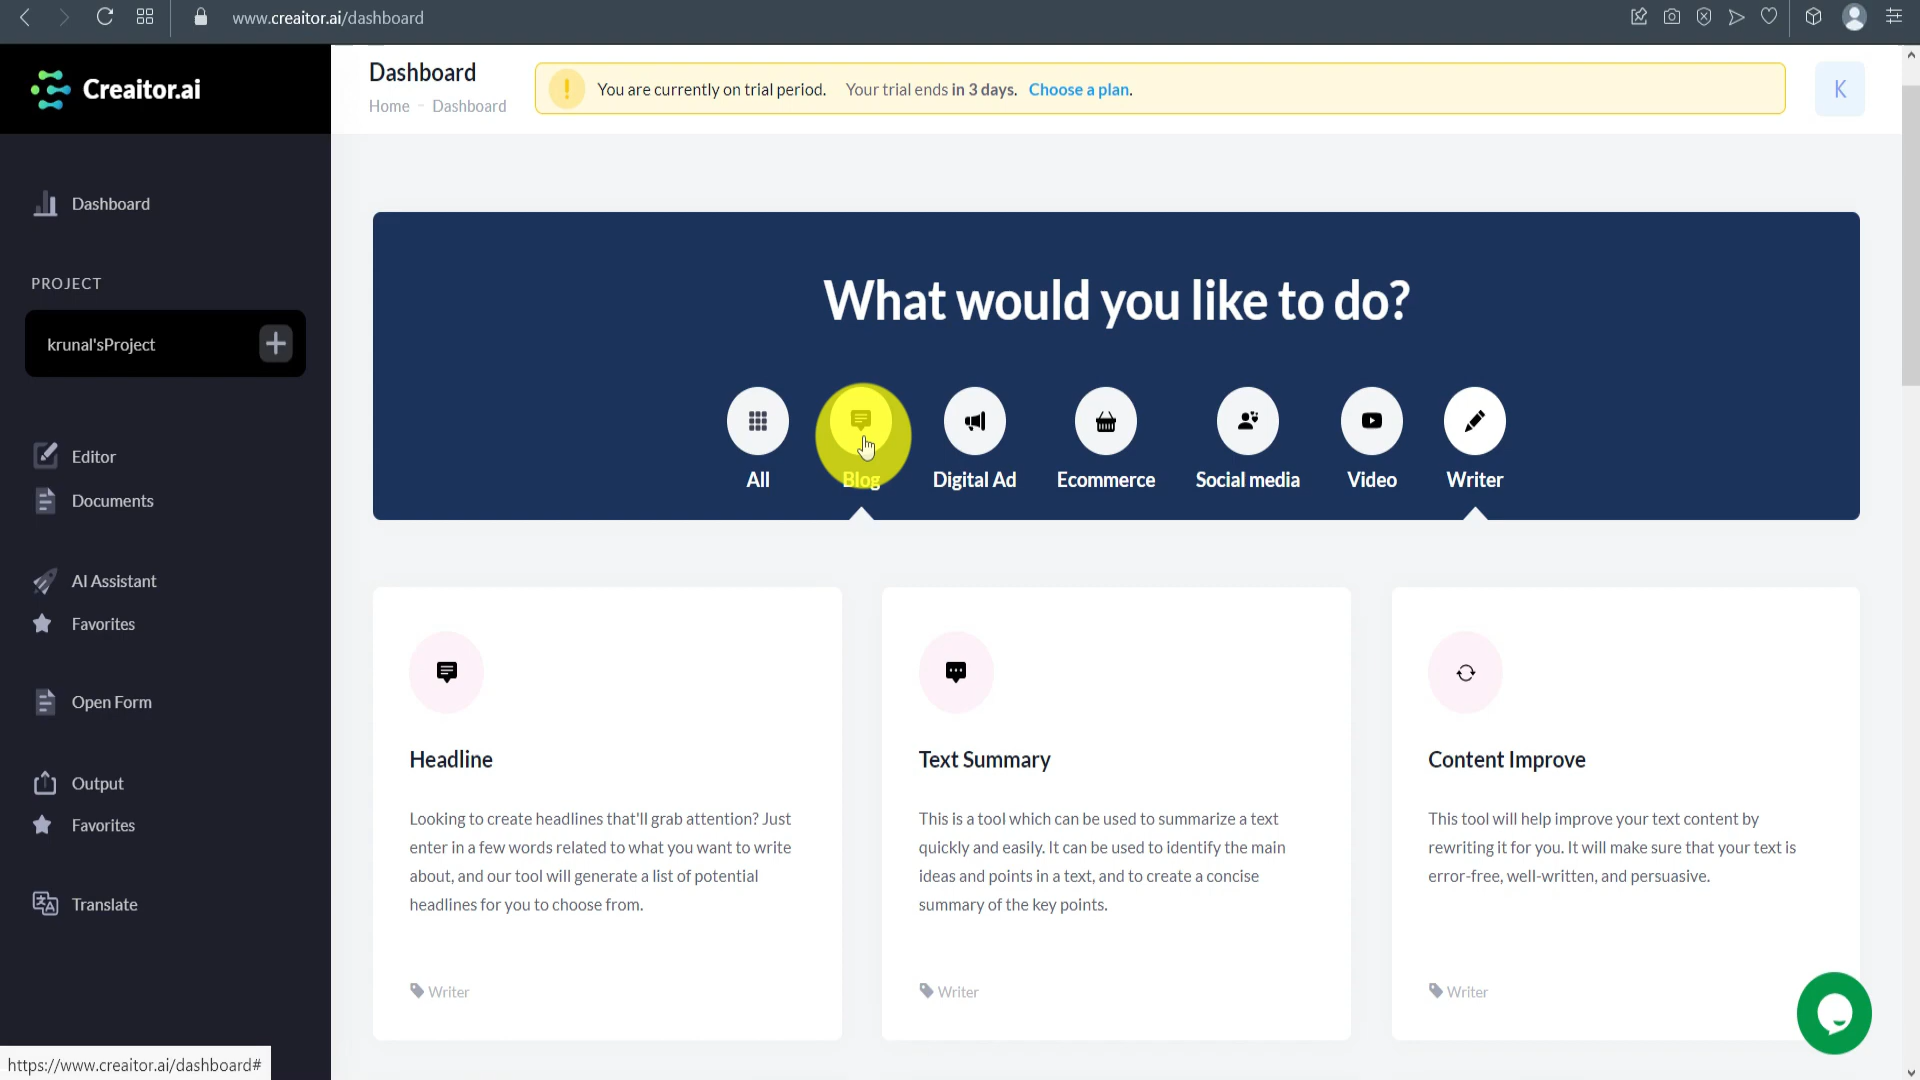 www.creaitor.ai/dashboard
Creaitor.ai
Dashboard
PROJECT
krunal'sProject
Editor
Documents
AI Assistant
Favorites
Open Form
Output
Favorites
Translate
Dashboard
Home - Dashboard
You are currently on trial period. Your trial ends in 3 days. Choose a plan.
K
What would you like to do?
All
Blog
Digital Ad
Ecommerce
Social media
Video
Writer
Headline
Looking to create headlines that'll grab attention? Just
enter in a few words related to what you want to write
about, and our tool will generate a list of potential
headlines for you to choose from.
Writer
Text Summary
This is a tool which can be used to summarize a text
quickly and easily. It can be used to identify the main
ideas and points in a text, and to create a concise
summary of the key points.
Writer
Content Improve
This tool will help improve your text content by
rewriting it for you. It will make sure that your text is
error-free, well-written, and persuasive.
Writer
https://www.creaitor.ai/dashboard#